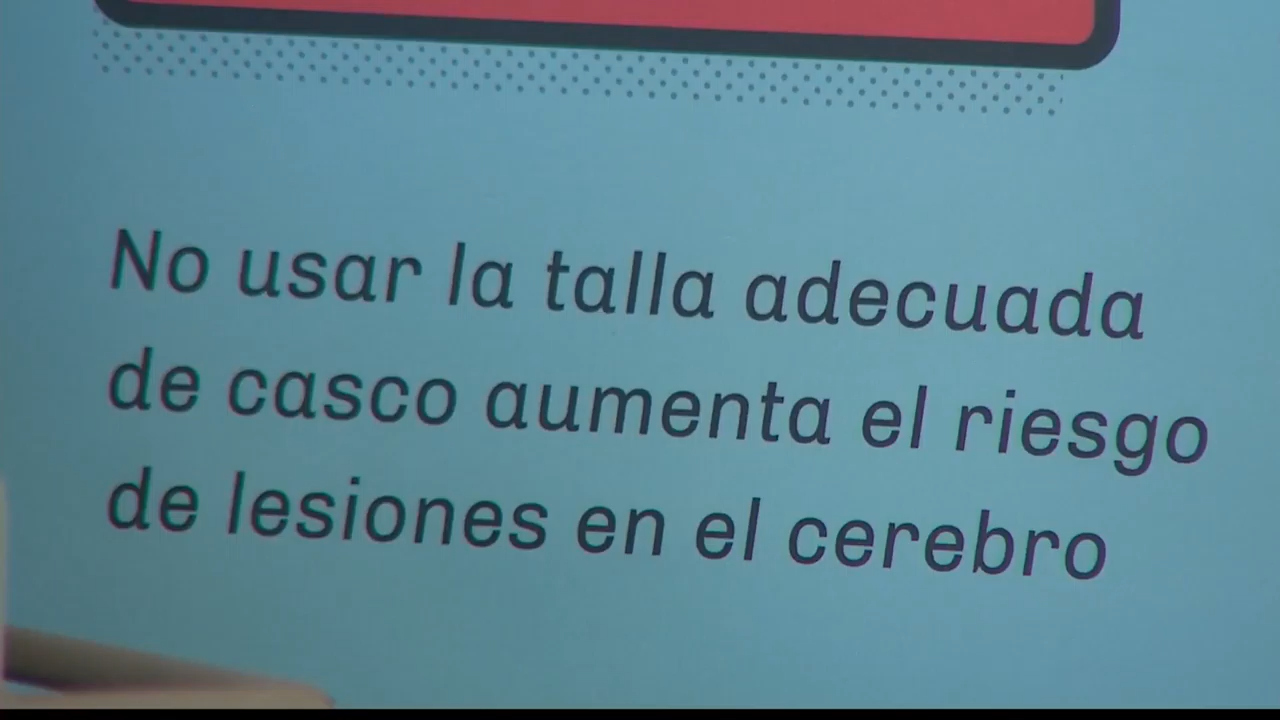 No usar la talla adecuada
de casco aumenta el riesgo
de lesiones en el cerebro